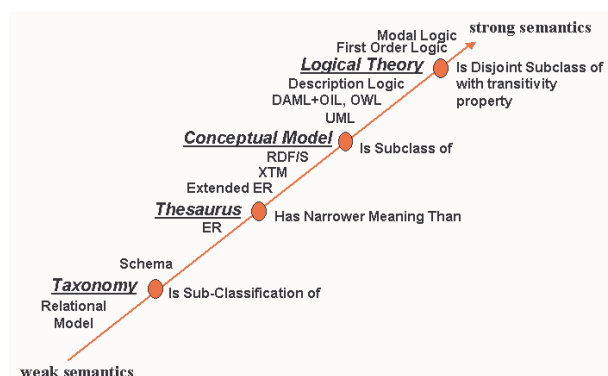 Modal Logic
strong semantics
First Order Logic
Logical Theory
Is Disjoint Subclass of
with transitivity
property
Description Logic
DAML+OIL, OWL
UML
Conceptual Model
Is Subclass of
RDF/S
XTM
Extended ER
Thesaurus
Has Narrower Meaning Than
ER
Schema
Taxonomy
Is Sub-Classification of
Relational
Model
weak semantics